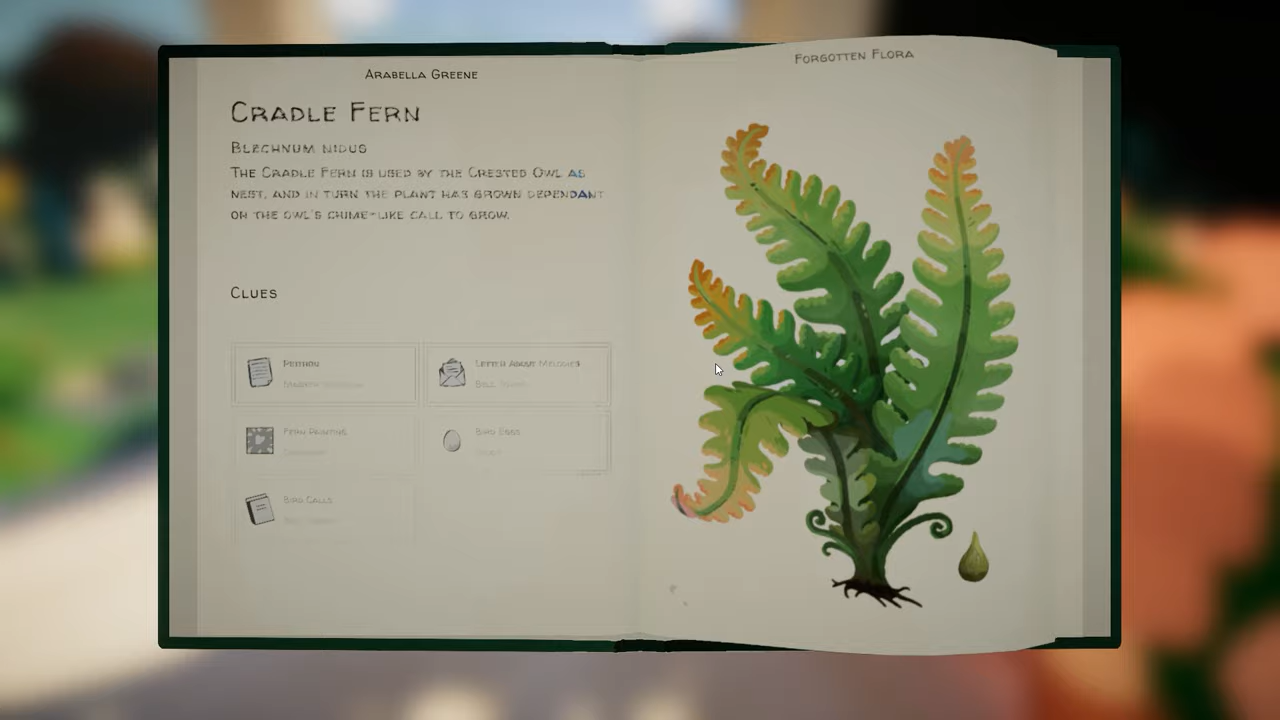 Arabella Greene
Forgotten Flora
Cradle Fern
Blechnum nidus
The Cradle Fern is used by the Crested Owl as
nest, and in turn the plant has grown dependant
on the owl's chime-like call to grow.
Clues
Petition
Letter About Melodies
Bell
Fern Painting
Bird Eggs
Bird Calls